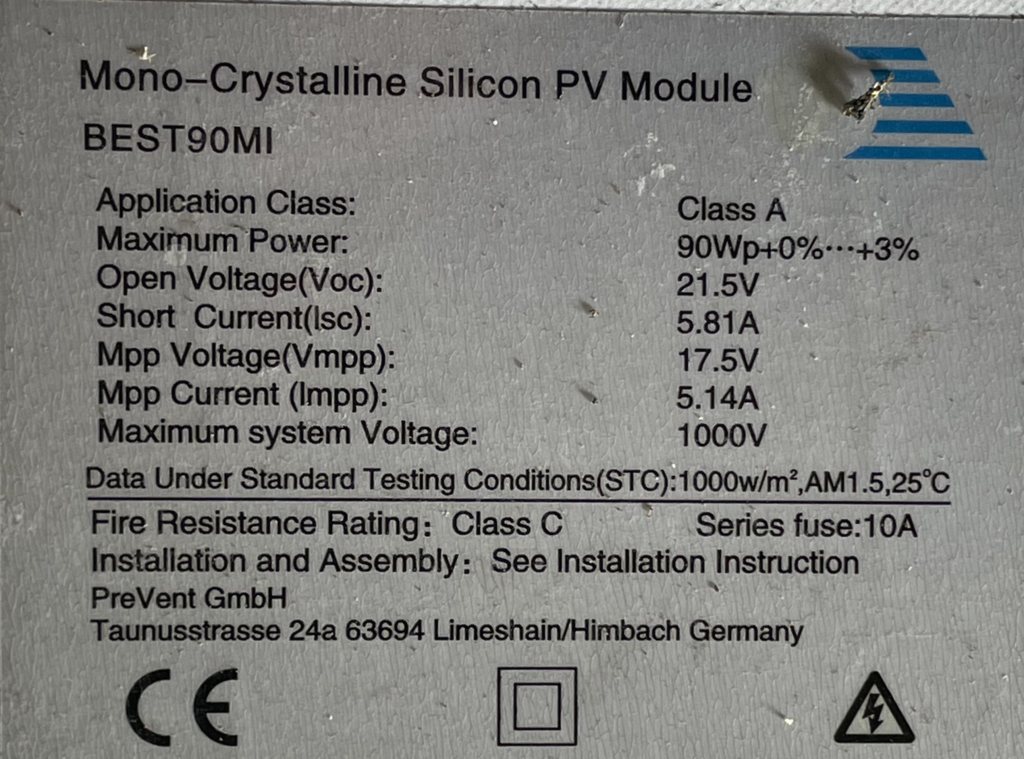 Mono-Crystalline Silicon PV Module
BEST90MI
Application Class: Class A
Maximum Power: 90Wp+0%···+3%
Open Voltage(Voc): 21.5V
Short Current(Isc): 5.81A
Mpp Voltage(Vmpp): 17.5V
Mpp Current (Impp): 5.14A
Maximum system Voltage: 1000V
Data Under Standard Testing Conditions(STC):1000w/m²,AM1.5,25°C
Fire Resistance Rating: Class C Series fuse:10A
Installation and Assembly: See Installation Instruction
PreVent GmbH
Taunusstrasse 24a 63694 Limeshain/Himbach Germany
CE